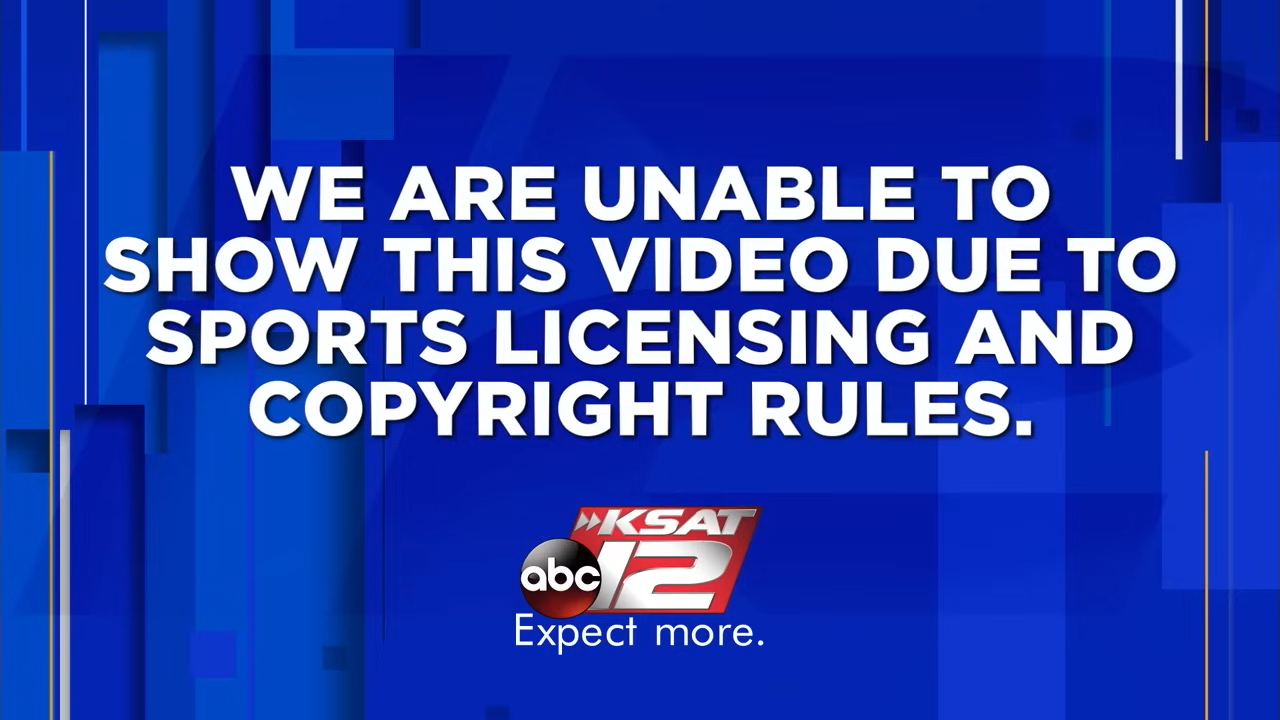 WE ARE UNABLE TO
SHOW THIS VIDEO DUE TO
SPORTS LICENSING AND
COPYRIGHT RULES.
KSAT
abc 12
Expect more.